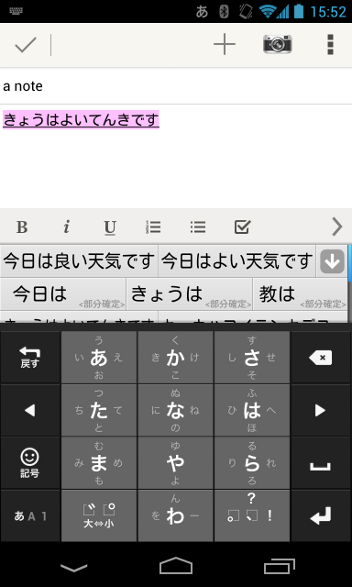 あ 15:52
a note
きょうはよいてんきです
B i U
今日は良い天気です 今日はよい天気です
今日は <部分確定> きょうは <部分確定> 教は <部分確定>
戻す い う あ え お き く か け こ し す さ せ そ
ち つ た て と に ぬ な ね の ひ ふ は へ ほ
記号 み む ま め も ゆ や よ り る ら れ ろ
あA1 大⇔小 を ん わ ー 。 ? 、 !